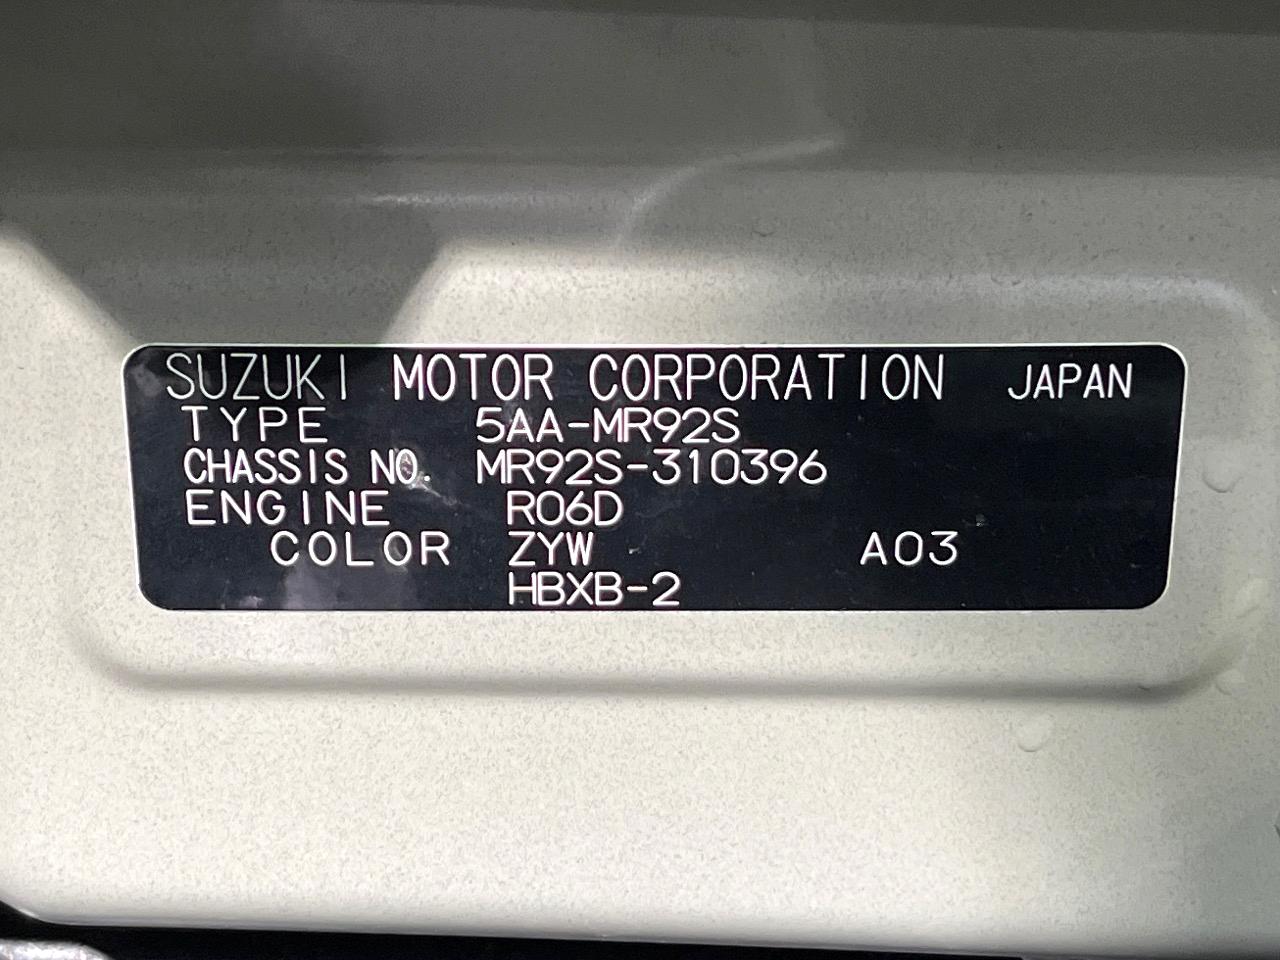 SUZUKI MOTOR CORPORATION JAPAN
TYPE 5AA-MR92S
CHASSIS NO. MR92S-310396
ENGINE R06D
COLOR ZYW A03
HBXB-2